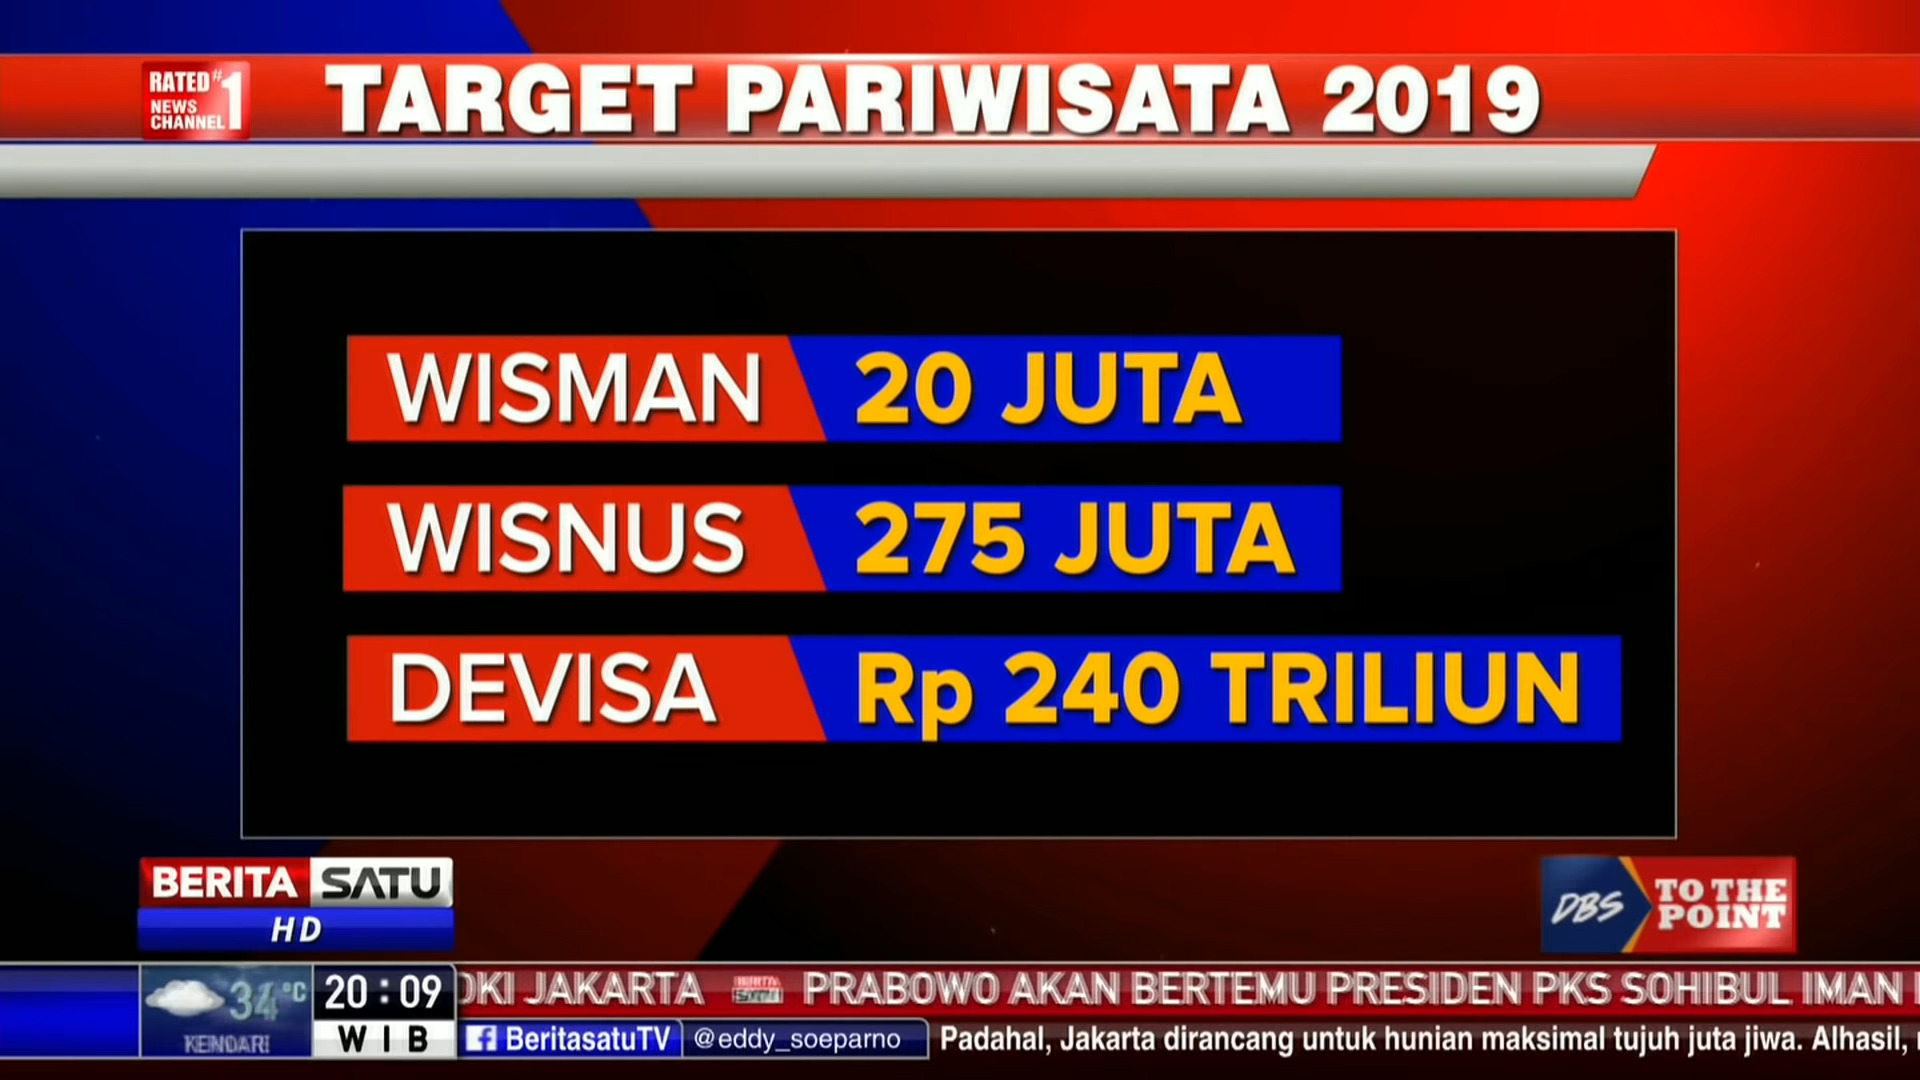 RATED #1
NEWS
CHANNEL
TARGET PARIWISATA 2019
WISMAN 20 JUTA
WISNUS 275 JUTA
DEVISA Rp 240 TRILIUN
BERITA SATU
HD
DBS TO THE
POINT
34°C
KENDARI
20:09
WIB
DKI JAKARTA BERITA SATU PRABOWO AKAN BERTEMU PRESIDEN PKS SOHIBUL IMAN
BeritasatuTV @eddy_soeparno Padahal, Jakarta dirancang untuk hunian maksimal tujuh juta jiwa. Alhasil,